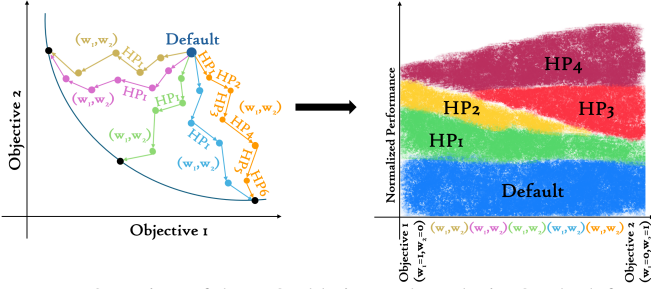 Default
(w₁,w₂)
HP₁
HP₁
HP₂
(w₁,w₂)
HP₁
HP₁
HP₃
(w₁,w₂)
(w₁,w₂)
HP₁
HP₄
(w₁,w₂)
HP₅
HP₆
Objective 2
Objective 1
Normalized Performance
HP4
HP2
HP3
HP1
Default
(w₁,w₂) (w₁,w₂) (w₁,w₂) (w₁,w₂) (w₁,w₂)
Objective 1
(w₁=1,w₂=0)
Objective 2
(w₁=0,w₂=1)